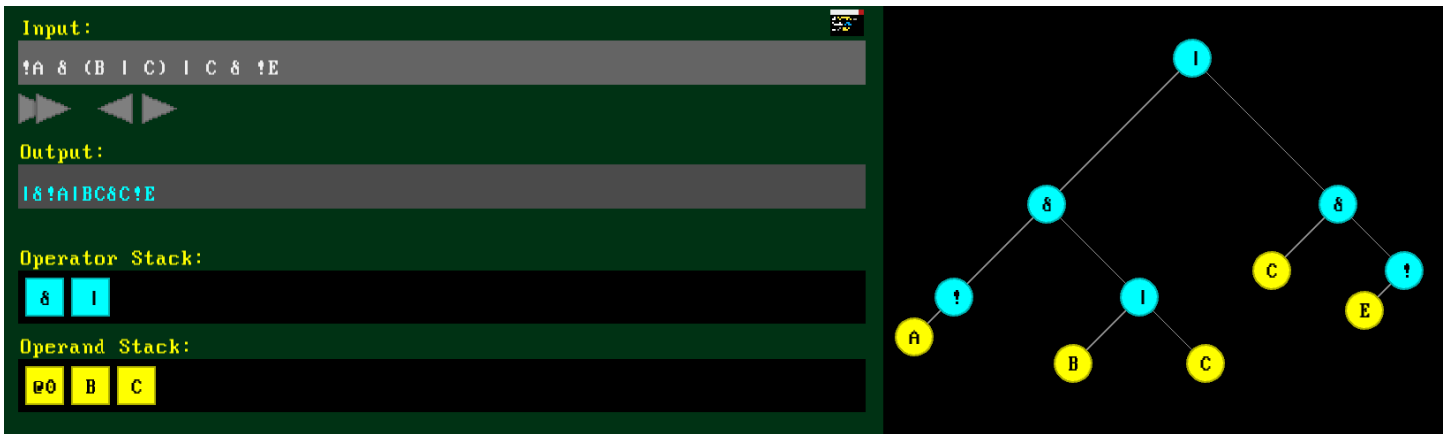 Input:
!A & (B | C) | C & !E
Output:
|&!A|BC&C!E
Operator Stack:
& |
Operand Stack:
@0 B C
|
& &
C !
! | E
A
B C